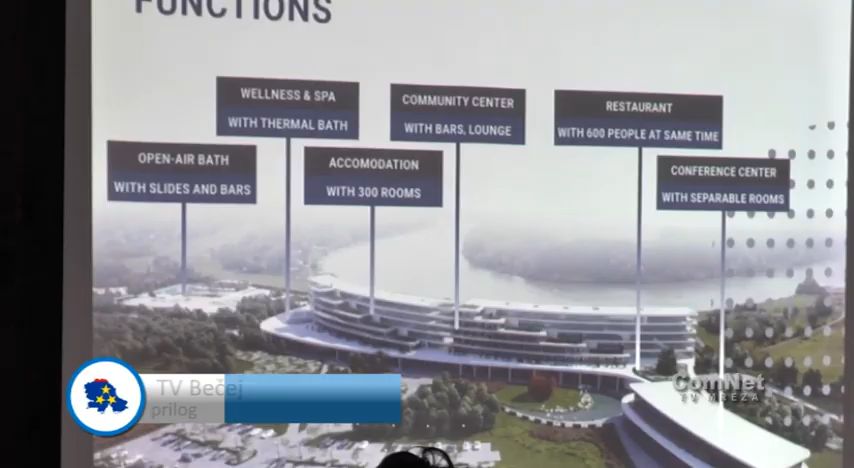 FUNCTIONS
WELLNESS & SPA
WITH THERMAL BATH
COMMUNITY CENTER
WITH BARS, LOUNGE
RESTAURANT
WITH 600 PEOPLE AT SAME TIME
OPEN-AIR BATH
WITH SLIDES AND BARS
ACCOMODATION
WITH 300 ROOMS
CONFERENCE CENTER
WITH SEPARABLE ROOMS
TV Bečej
prilog
ComNet
TV MREŽA